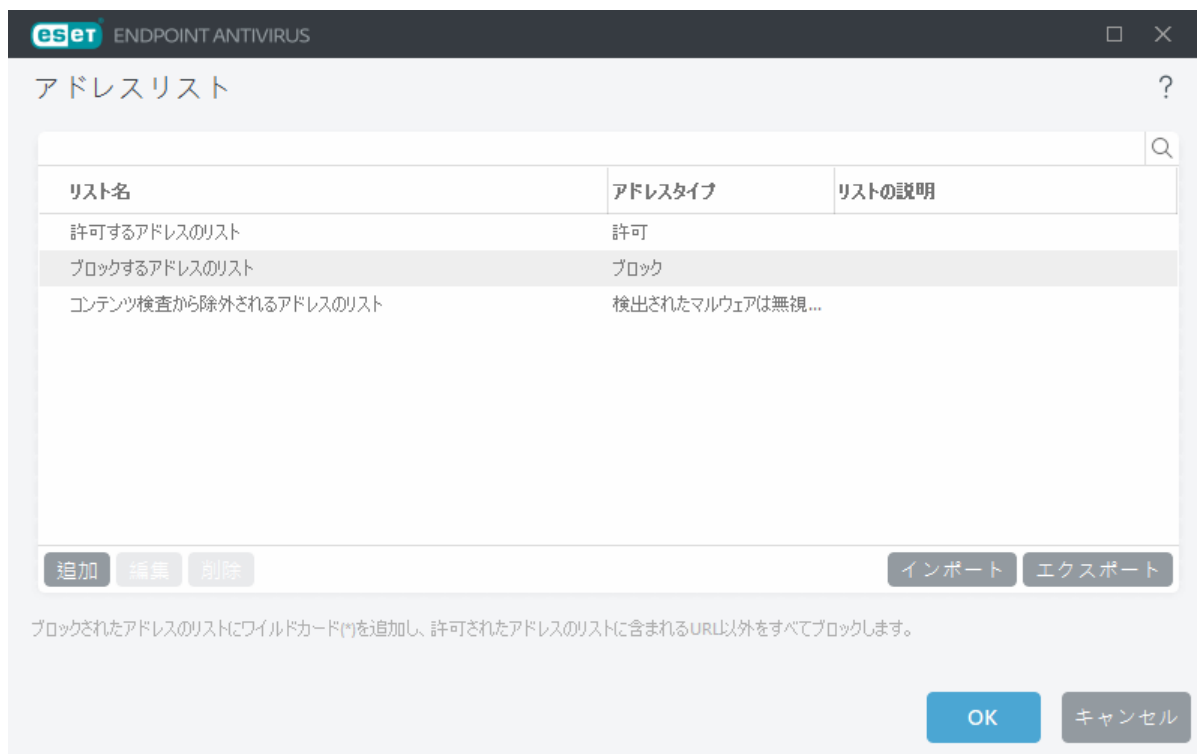 eset ENDPOINT ANTIVIRUS
アドレスリスト
?
リスト名 アドレスタイプ リストの説明
許可するアドレスのリスト 許可
ブロックするアドレスのリスト ブロック
コンテンツ検査から除外されるアドレスのリスト 検出されたマルウェアは無視...
追加 編集 削除 インポート エクスポート
ブロックされたアドレスのリストにワイルドカード(*)を追加し、許可されたアドレスのリストに含まれるURL以外をすべてブロックします。
OK キャンセル